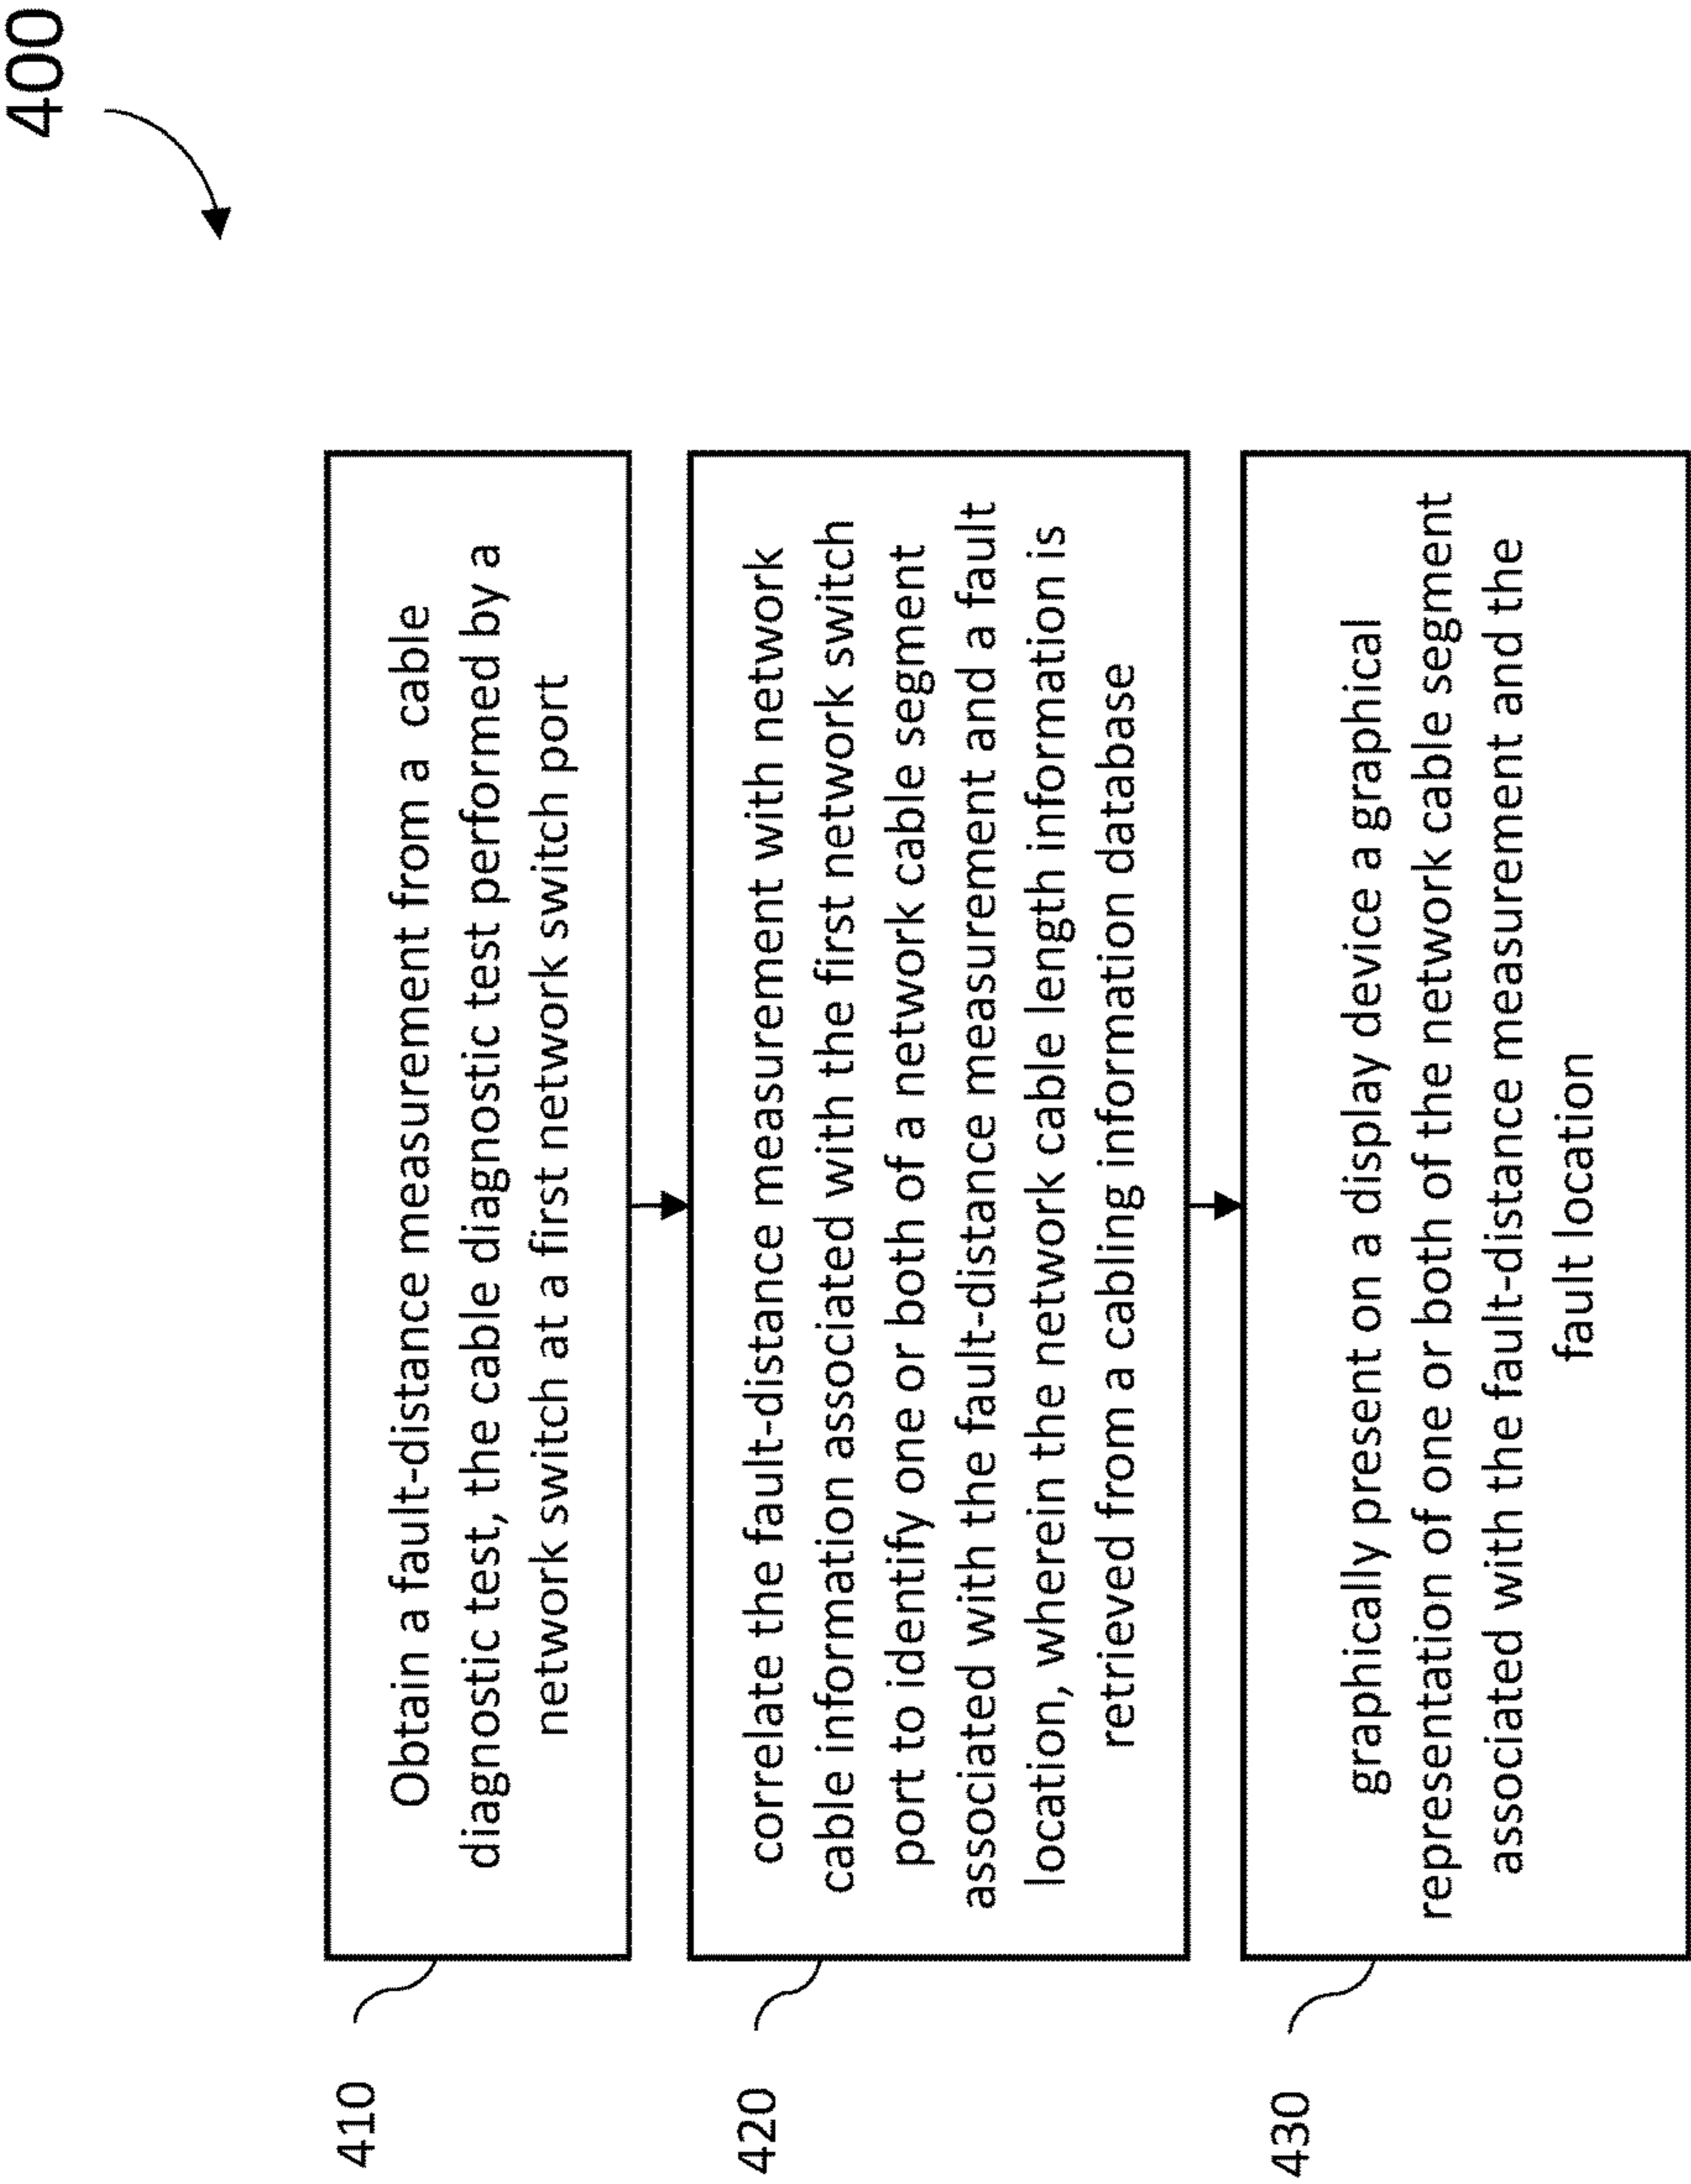 400
410
Obtain a fault-distance measurement from a cable
diagnostic test, the cable diagnostic test performed by a
network switch at a first network switch port
420
correlate the fault-distance measurement with network
cable information associated with the first network switch
port to identify one or both of a network cable segment
associated with the fault-distance measurement and a fault
location, wherein the network cable length information is
retrieved from a cabling information database
430
graphically present on a display device a graphical
representation of one or both of the network cable segment
associated with the fault-distance measurement and the
fault location